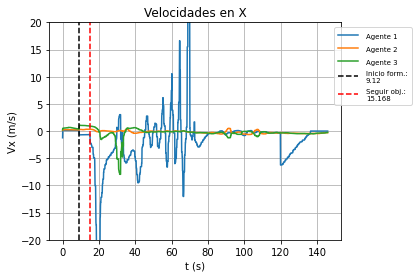 Velocidades en X
Vx (m/s)
20
15
10
5
0
−5
−10
−15
−20
0
20
40
60
80
100
120
140
t (s)
Agente 1
Agente 2
Agente 3
Inicio form.:
9.12
Seguir obj.:
15.168